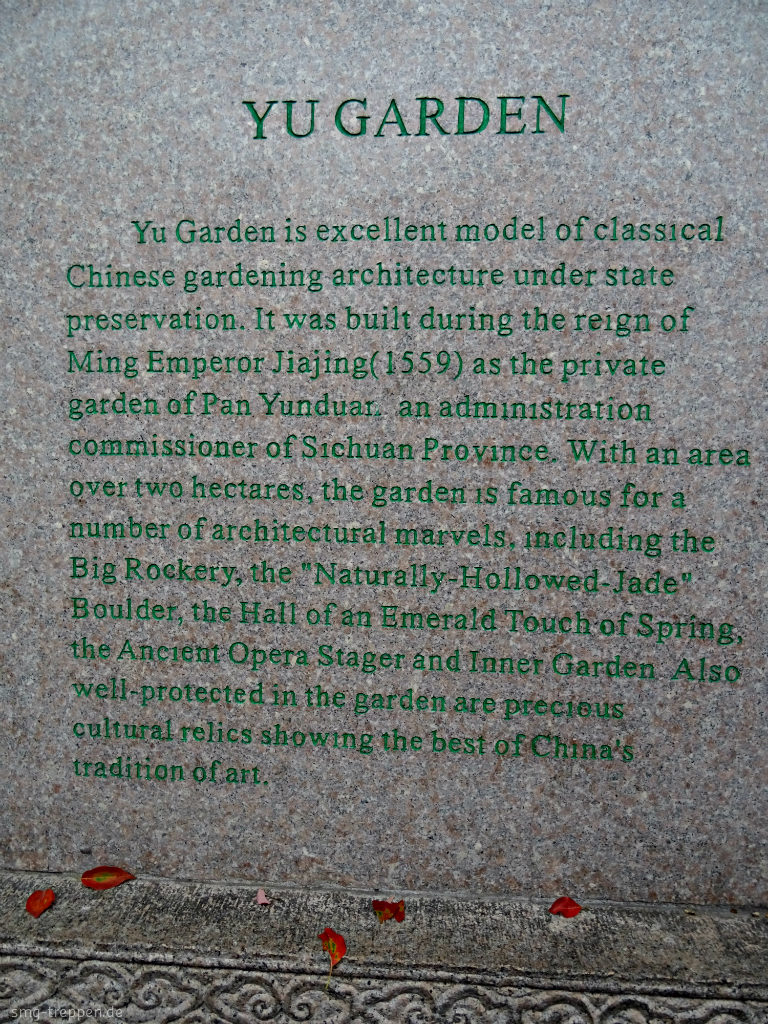 YU GARDEN
Yu Garden is excellent model of classical
Chinese gardening architecture under state
preservation. It was built during the reign of
Ming Emperor Jiajing(1559) as the private
garden of Pan Yunduan, an administration
commissioner of Sichuan Province. With an area
over two hectares, the garden is famous for a
number of architectural marvels, including the
Big Rockery, the "Naturally-Hollowed-Jade"
Boulder, the Hall of an Emerald Touch of Spring,
the Ancient Opera Stager and Inner Garden Also
well-protected in the garden are precious
cultural relics showing the best of China's
tradition of art.
smg-treppen.de